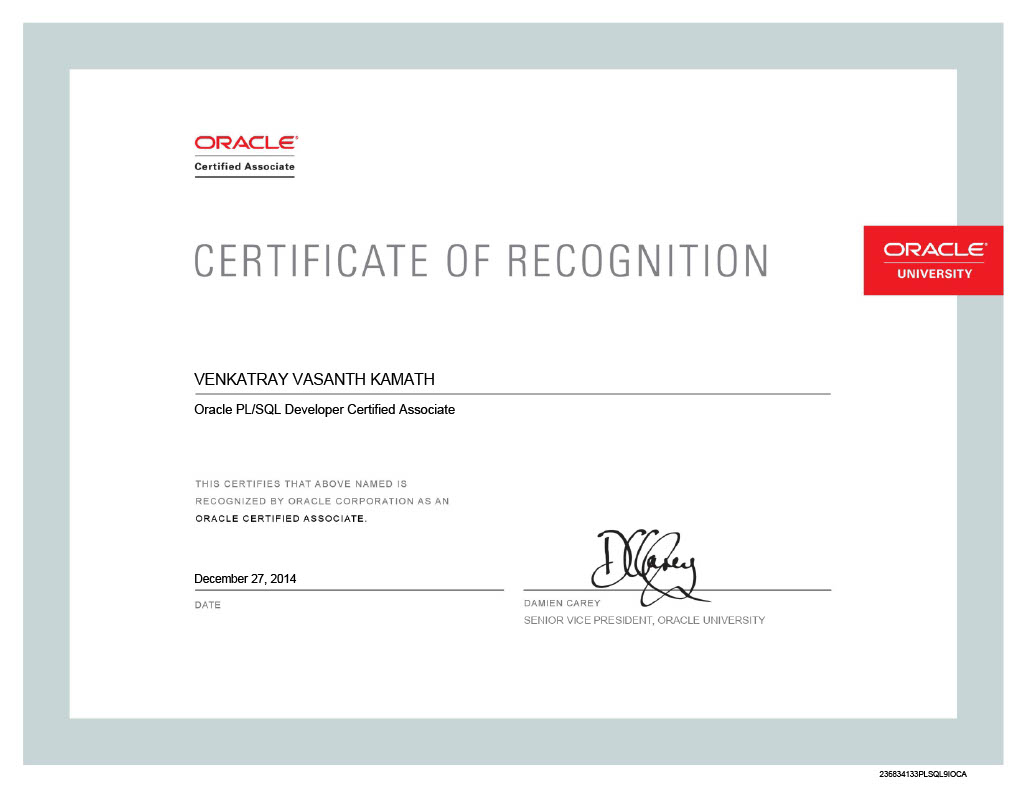 ORACLE®
Certified Associate
CERTIFICATE OF RECOGNITION
ORACLE®
UNIVERSITY
VENKATRAY VASANTH KAMATH
Oracle PL/SQL Developer Certified Associate
THIS CERTIFIES THAT ABOVE NAMED IS
RECOGNIZED BY ORACLE CORPORATION AS AN
ORACLE CERTIFIED ASSOCIATE.
December 27, 2014
DATE
DCarey
DAMIEN CAREY
SENIOR VICE PRESIDENT, ORACLE UNIVERSITY
236834133PLSQL9IOCA